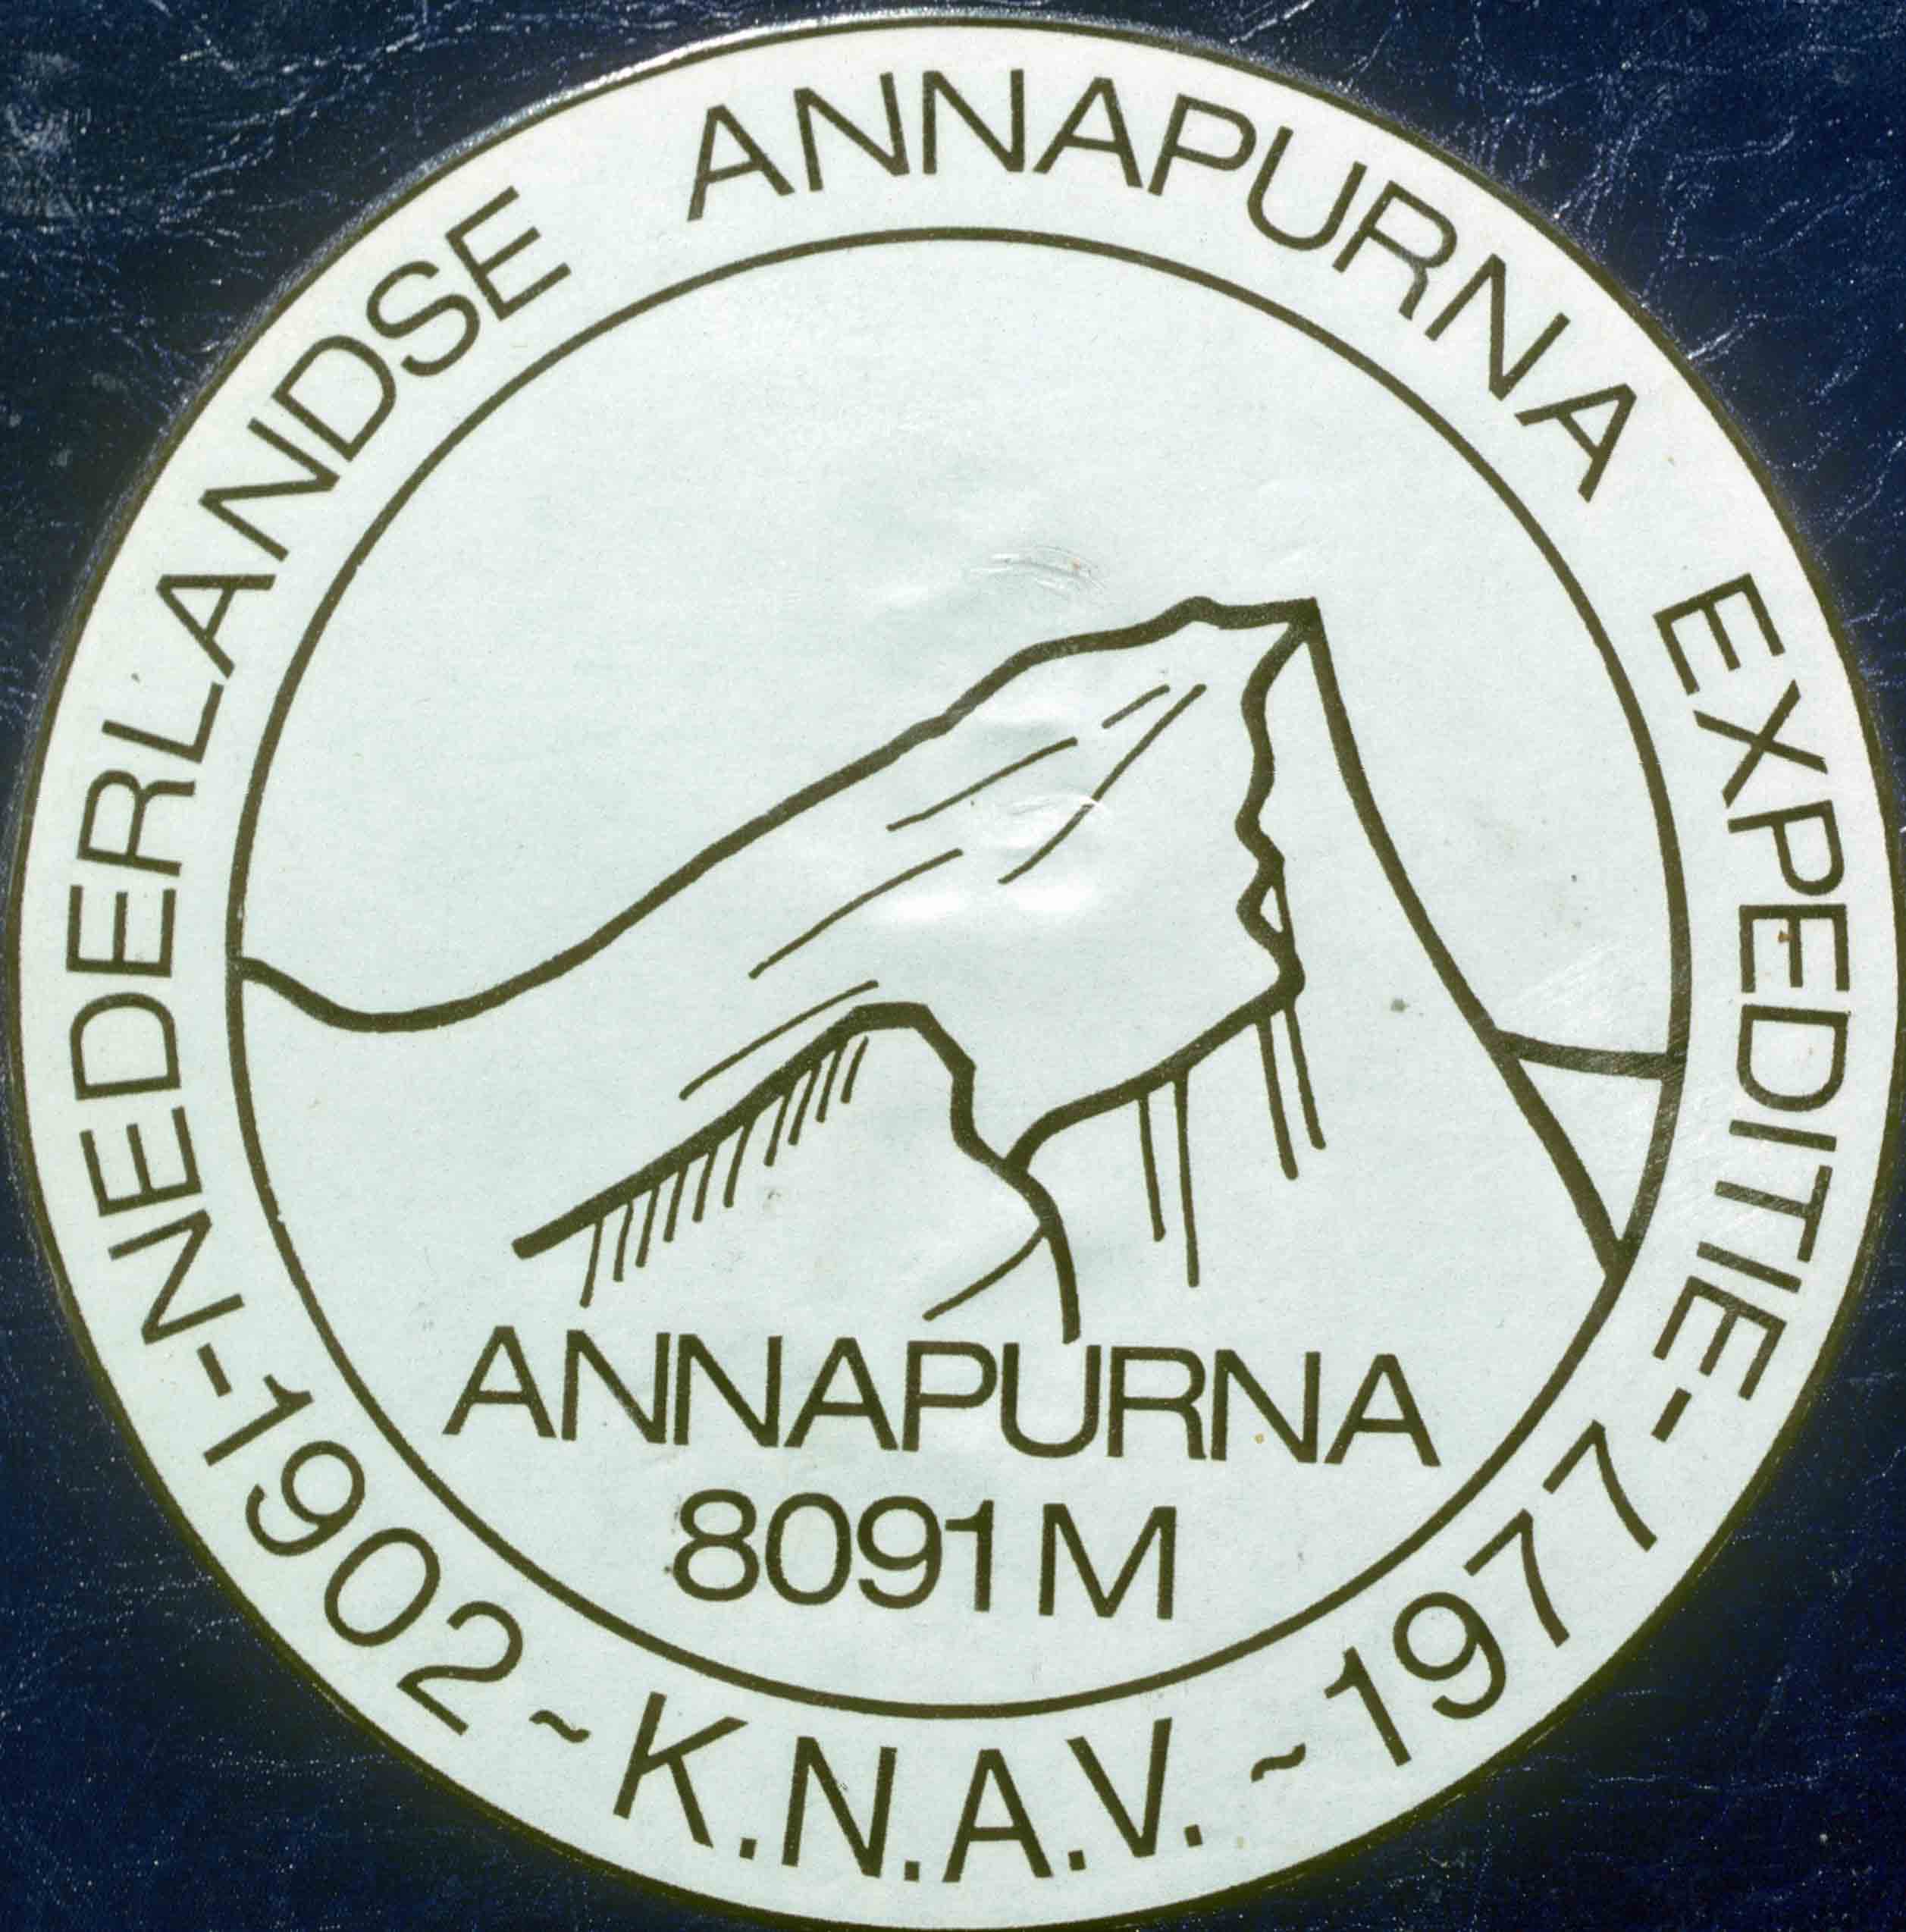 NEDERLANDSE ANNAPURNA EXPEDITIE-1977~K.N.A.V.~1902-
ANNAPURNA
8091 M